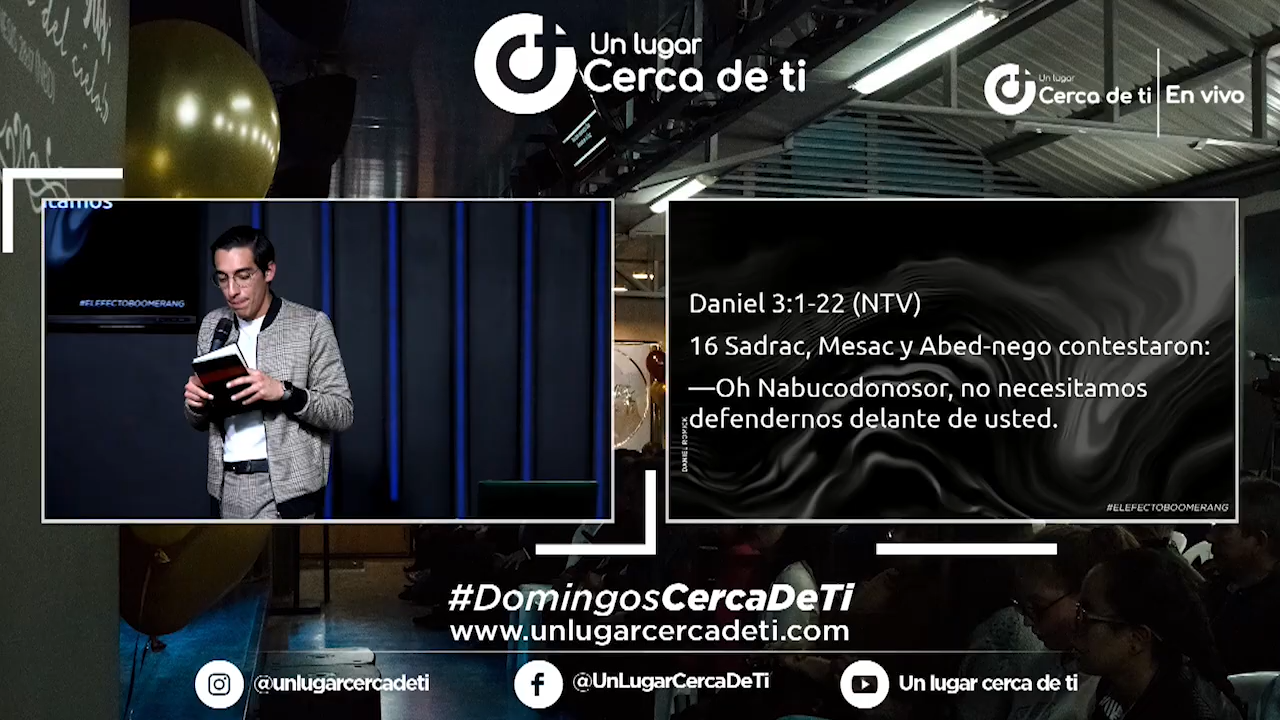 Un lugar
Cerca de ti
Un lugar
Cerca de ti
En vivo
#ELEFECTOBOOMERANG
Daniel 3:1-22 (NTV)
16 Sadrac, Mesac y Abed-nego contestaron:
—Oh Nabucodonosor, no necesitamos
defendernos delante de usted.
#ELEFECTOBOOMERANG
#DomingosCercaDeTi
www.unlugarcercadeti.com
@unlugarcercadeti
@UnLugarCercaDeTi
Un lugar cerca de ti